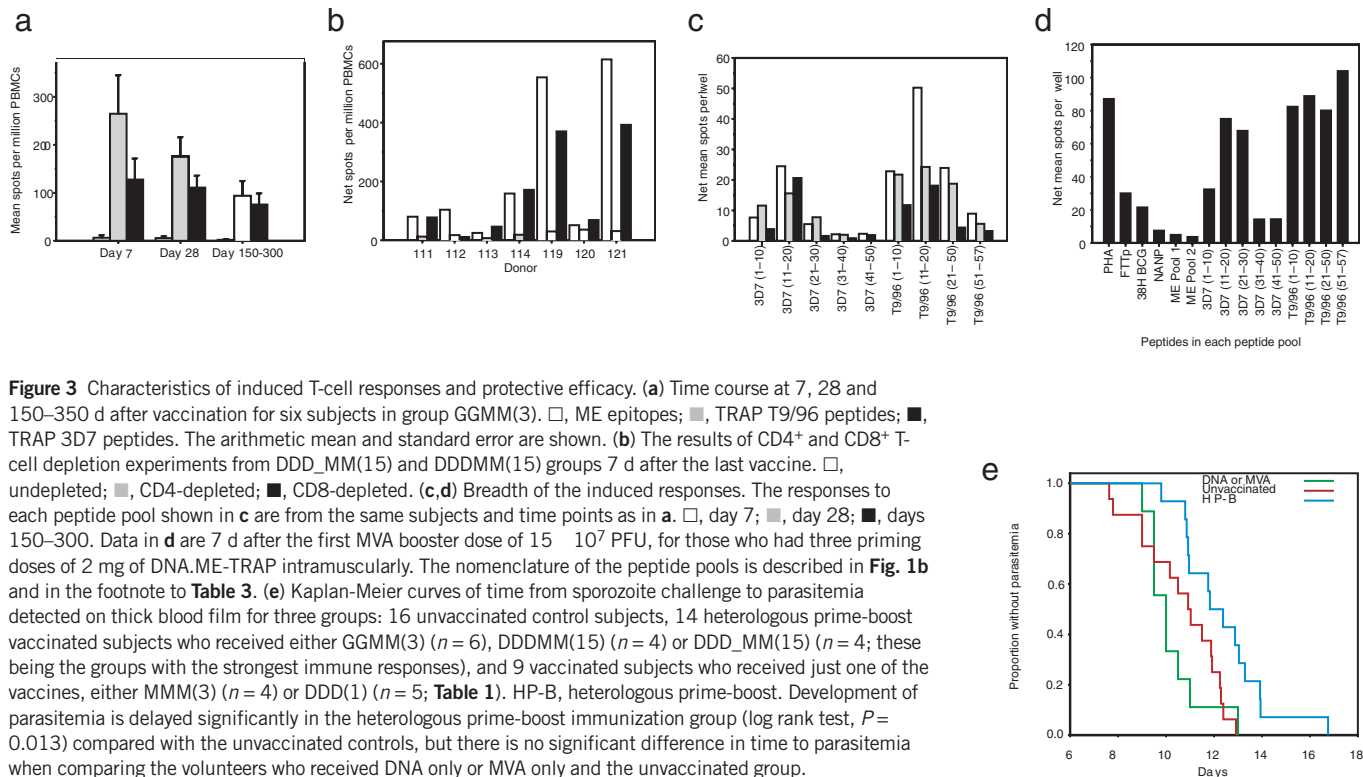 a
Mean spots per million PBMCs
300
200
100
0
Day 7 Day 28 Day 150-300
b
Net spots per million PBMCs
600
400
200
0
111 112 113 114 119 120 121
Donor
c
Net mean spots perlwel
60
50
40
30
20
10
0
3D7 (1–10)
3D7 (11–20)
3D7 (21–30)
3D7 (31–40)
3D7 (41–50)
T9/96 (1–10)
T9/96 (11–20)
T9/96 (21– 50)
T9/96 (51–57)
d
Net mean spots per well
120
100
80
60
40
20
0
PHA
FTTp
38H BCG
NANP
ME Pool 1
ME Pool 2
3D7 (1–10)
3D7 (11–20)
3D7 (21–30)
3D7 (31–40)
3D7 (41–50)
T9/96 (1–10)
T9/96 (11–20)
T9/96 (21–50)
T9/96 (51–57)
Peptides in each peptide pool
Figure 3 Characteristics of induced T-cell responses and protective efficacy. (a) Time course at 7, 28 and
150–350 d after vaccination for six subjects in group GGMM(3). □, ME epitopes; ■, TRAP T9/96 peptides; ■,
TRAP 3D7 peptides. The arithmetic mean and standard error are shown. (b) The results of CD4+ and CD8+ T-
cell depletion experiments from DDD_MM(15) and DDDMM(15) groups 7 d after the last vaccine. □,
undepleted; ■, CD4-depleted; ■, CD8-depleted. (c,d) Breadth of the induced responses. The responses to
each peptide pool shown in c are from the same subjects and time points as in a. □, day 7; ■, day 28; ■, days
150–300. Data in d are 7 d after the first MVA booster dose of 15 10⁷ PFU, for those who had three priming
doses of 2 mg of DNA.ME-TRAP intramuscularly. The nomenclature of the peptide pools is described in Fig. 1b
and in the footnote to Table 3. (e) Kaplan-Meier curves of time from sporozoite challenge to parasitemia
detected on thick blood film for three groups: 16 unvaccinated control subjects, 14 heterologous prime-boost
vaccinated subjects who received either GGMM(3) (n = 6), DDDMM(15) (n = 4) or DDD_MM(15) (n = 4; these
being the groups with the strongest immune responses), and 9 vaccinated subjects who received just one of the
vaccines, either MMM(3) (n = 4) or DDD(1) (n = 5; Table 1). HP-B, heterologous prime-boost. Development of
parasitemia is delayed significantly in the heterologous prime-boost immunization group (log rank test, P =
0.013) compared with the unvaccinated controls, but there is no significant difference in time to parasitemia
when comparing the volunteers who received DNA only or MVA only and the unvaccinated group.
e
Proportion without parasitemia
1.0
0.8
0.6
0.4
0.2
0.0
DNA or MVA
Unvaccinated
H P-B
6 8 10 12 14 16 18
Days